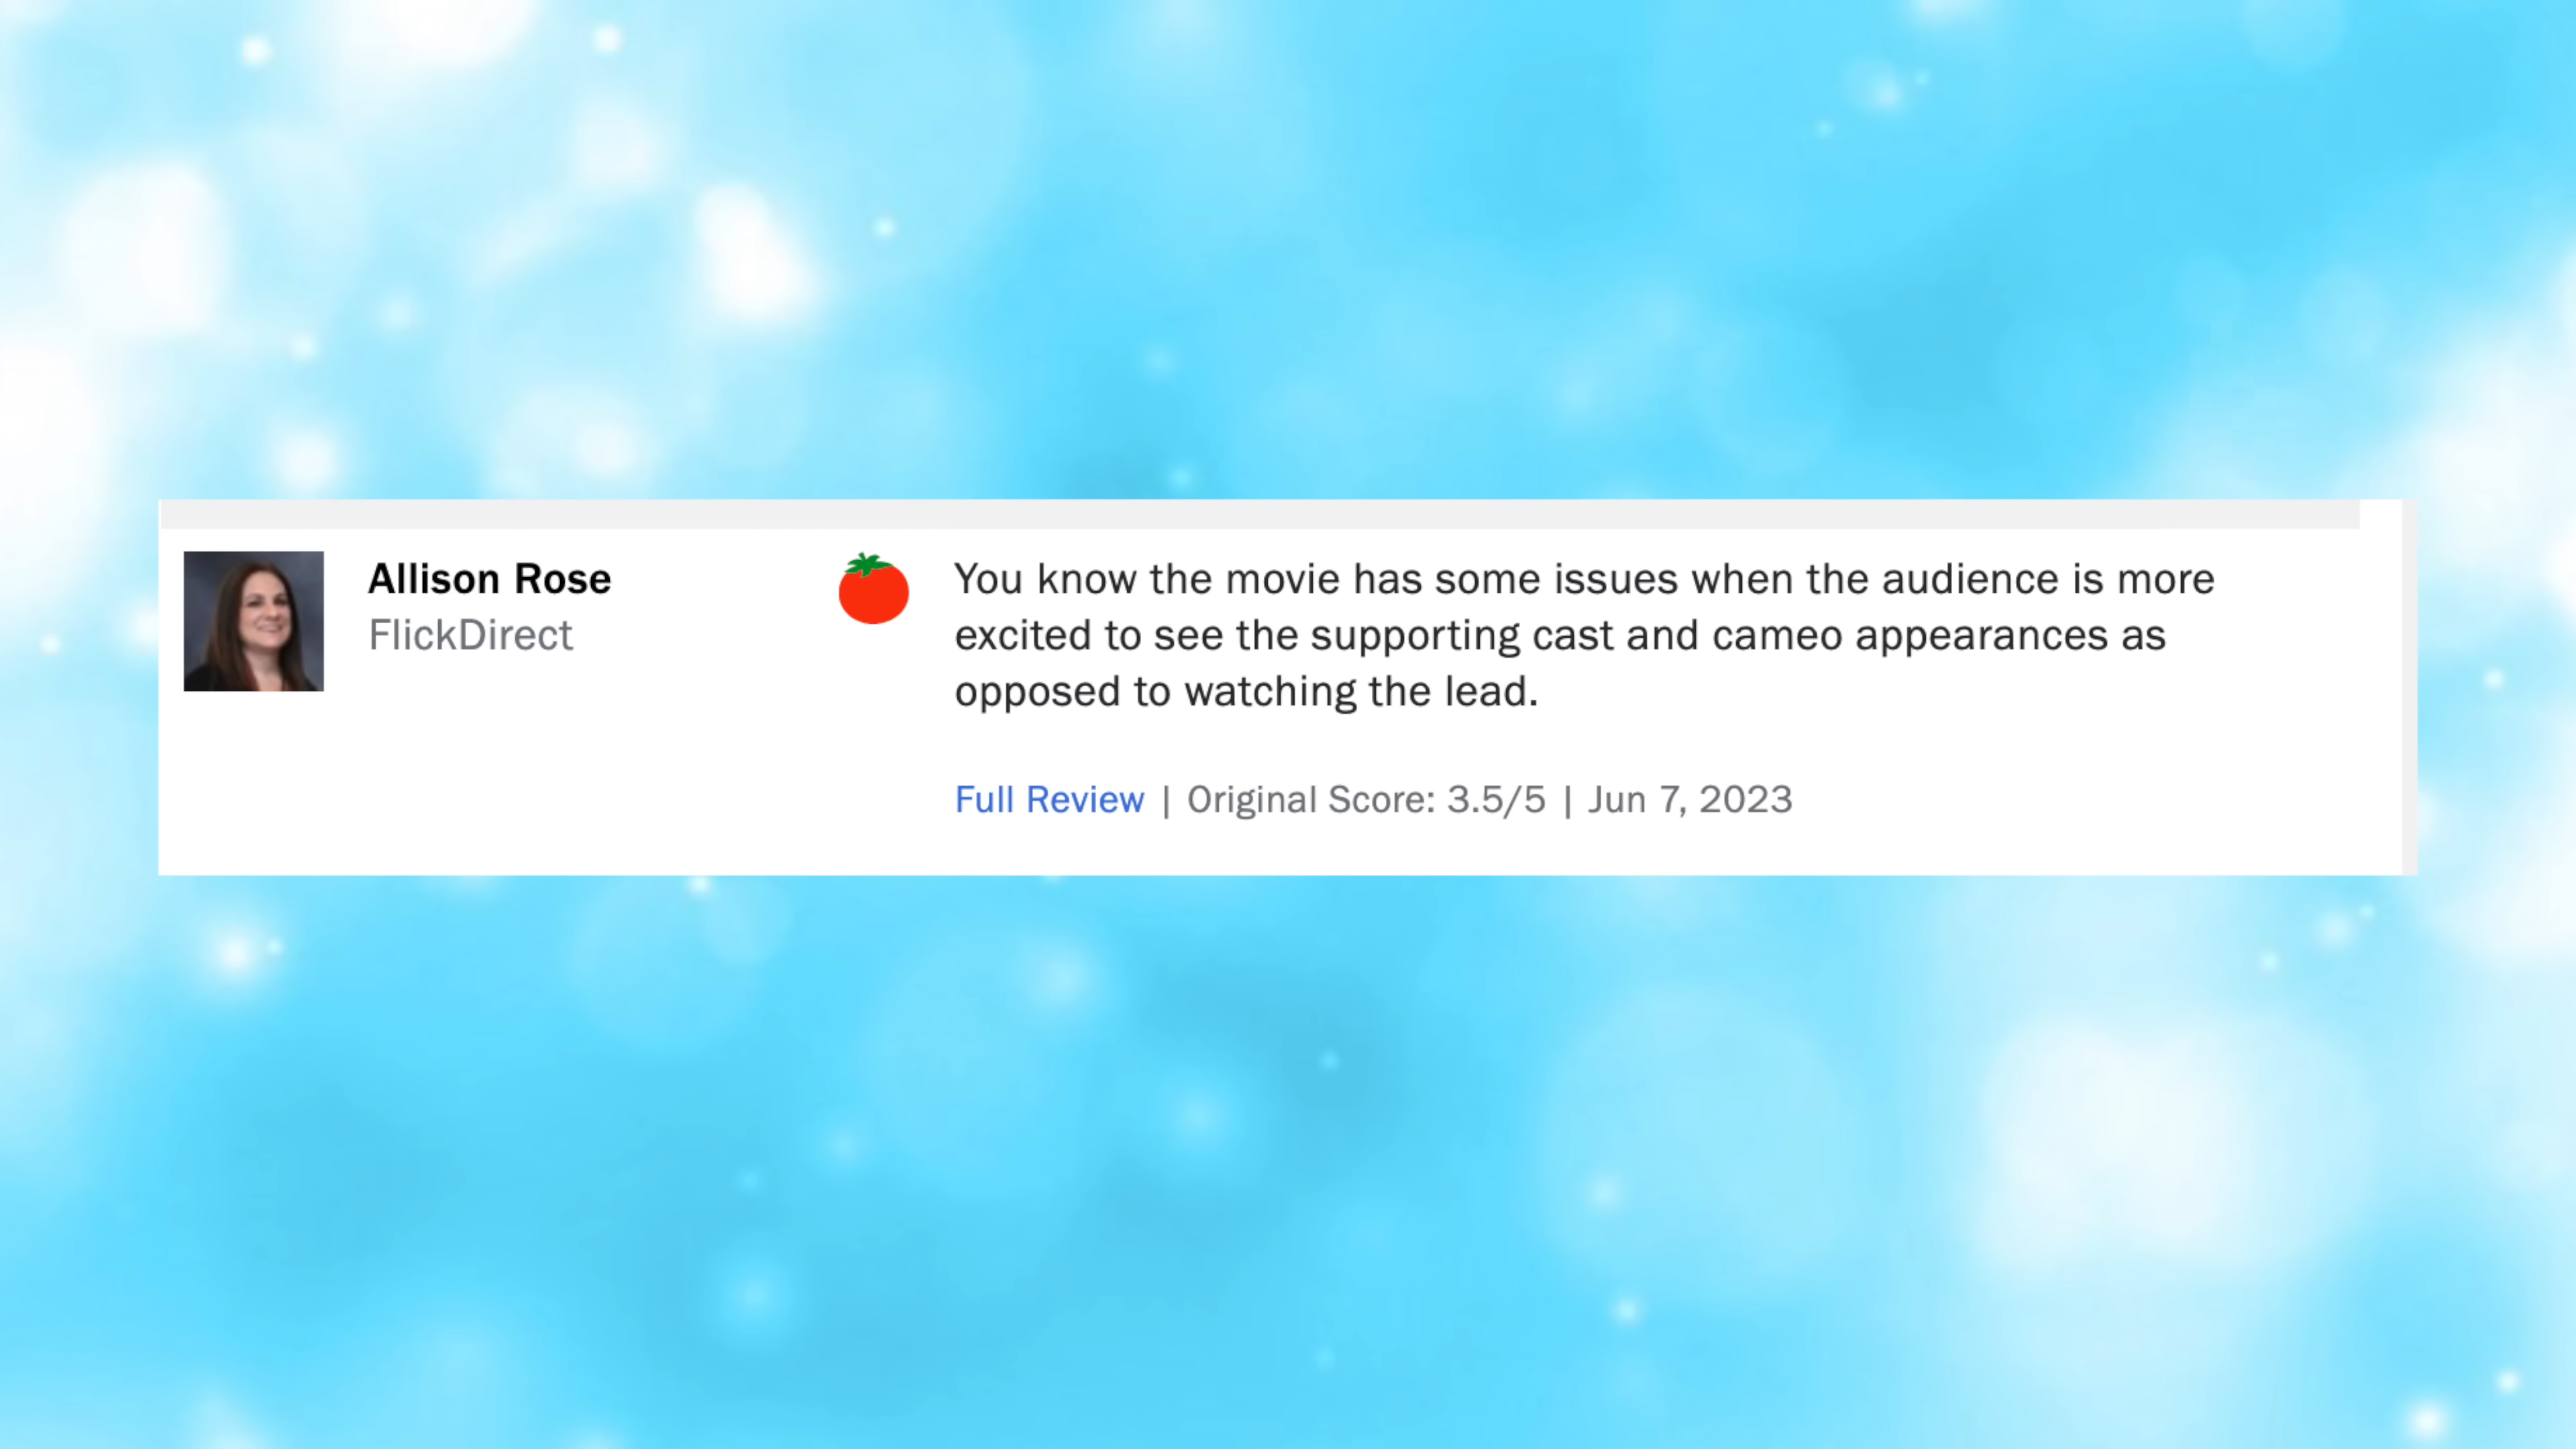 Allison Rose
FlickDirect
You know the movie has some issues when the audience is more
excited to see the supporting cast and cameo appearances as
opposed to watching the lead.
Full Review | Original Score: 3.5/5 | Jun 7, 2023